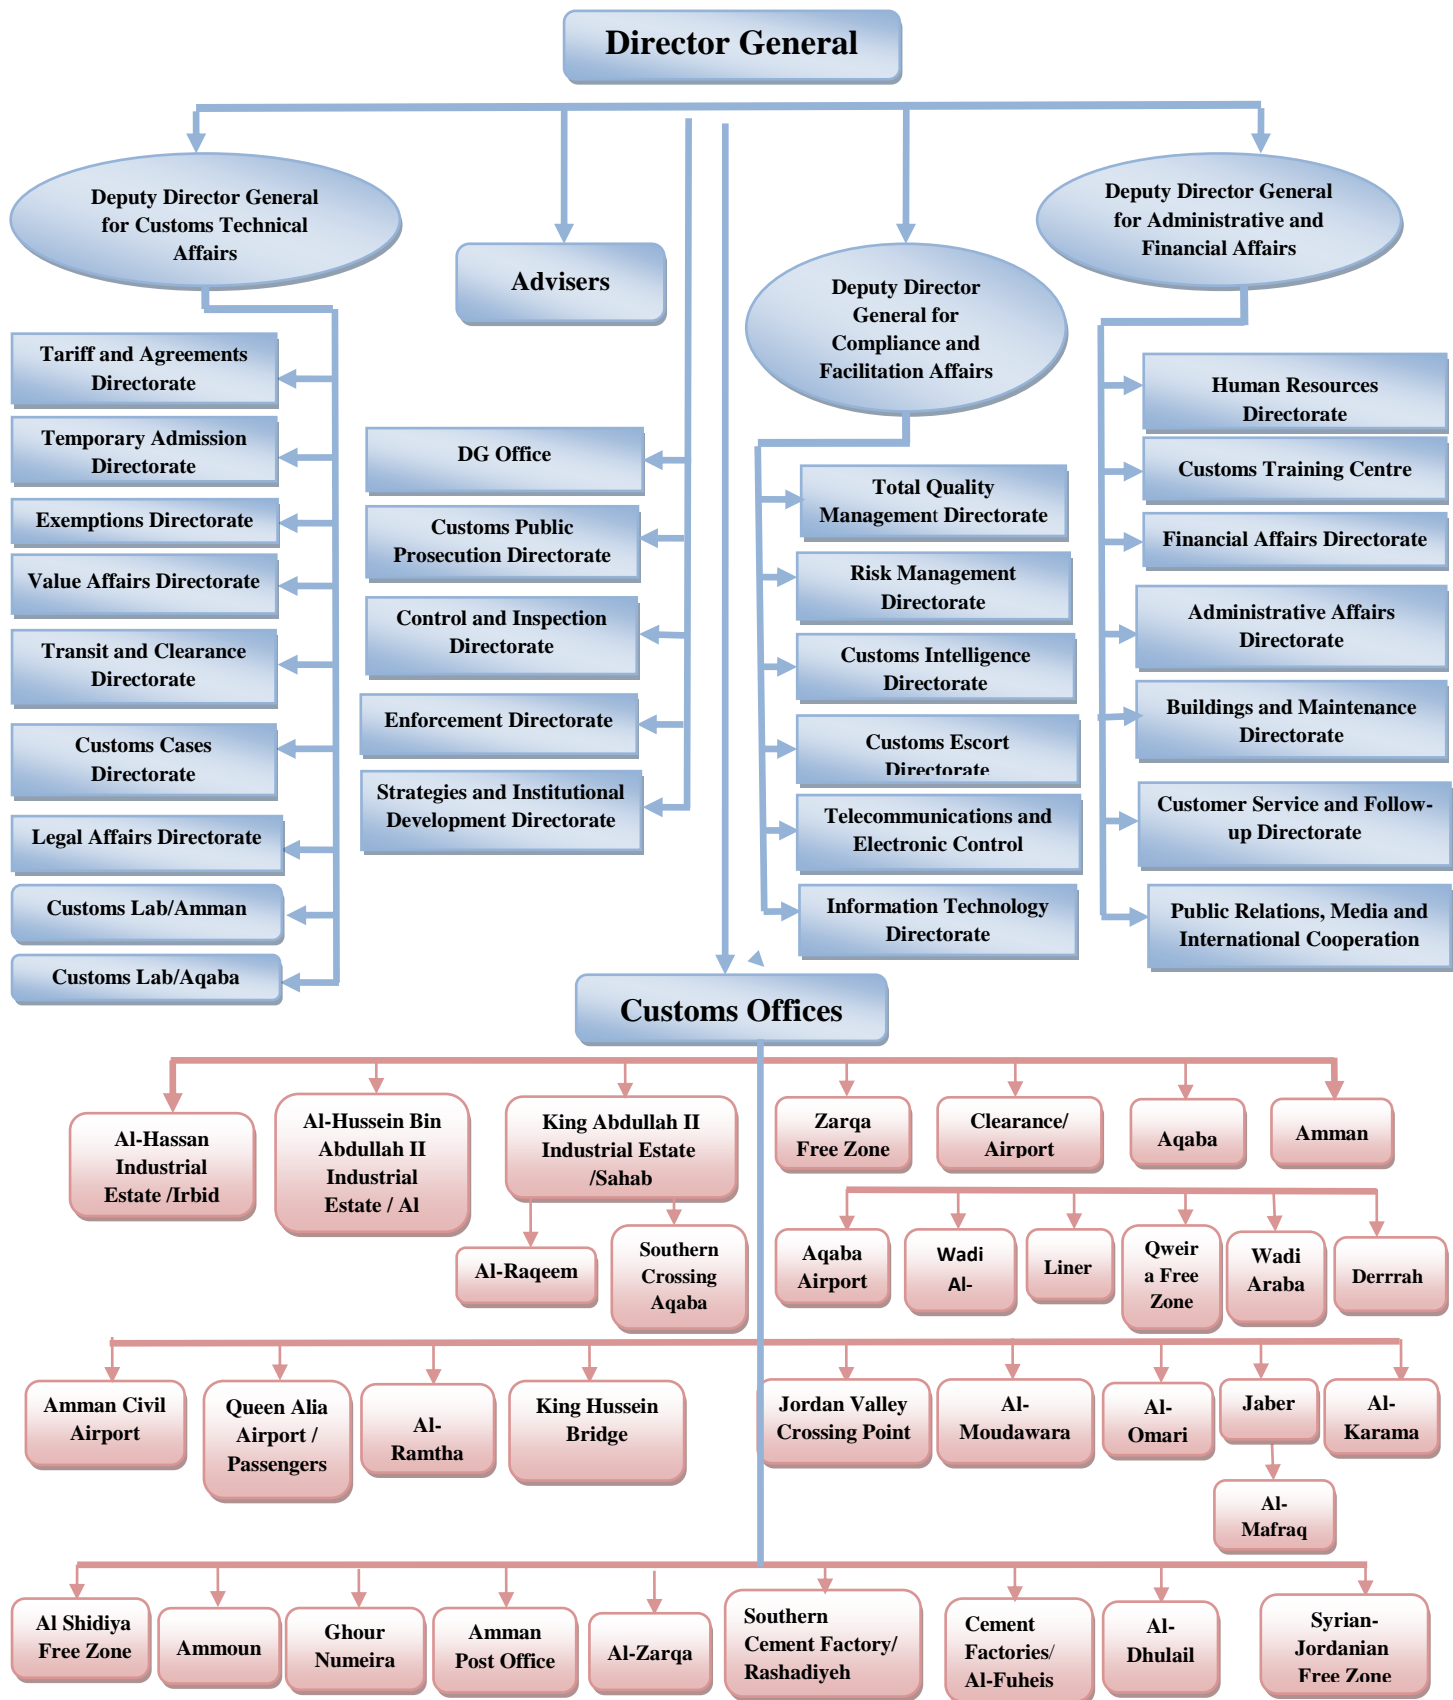 Director General
Deputy Director General
for Customs Technical
Affairs
Advisers
Deputy Director
General for
Compliance and
Facilitation Affairs
Deputy Director General
for Administrative and
Financial Affairs
Tariff and Agreements
Directorate
Temporary Admission
Directorate
Exemptions Directorate
Value Affairs Directorate
Transit and Clearance
Directorate
Customs Cases
Directorate
Legal Affairs Directorate
Customs Lab/Amman
Customs Lab/Aqaba
DG Office
Customs Public
Prosecution Directorate
Control and Inspection
Directorate
Enforcement Directorate
Strategies and Institutional
Development Directorate
Total Quality
Management Directorate
Risk Management
Directorate
Customs Intelligence
Directorate
Customs Escort
Directorate
Telecommunications and
Electronic Control
Information Technology
Directorate
Human Resources
Directorate
Customs Training Centre
Financial Affairs Directorate
Administrative Affairs
Directorate
Buildings and Maintenance
Directorate
Customer Service and Follow-
up Directorate
Public Relations, Media and
International Cooperation
Customs Offices
Al-Hassan
Industrial
Estate /Irbid
Al-Hussein Bin
Abdullah II
Industrial
Estate / Al
King Abdullah II
Industrial Estate
/Sahab
Zarqa
Free Zone
Clearance/
Airport
Aqaba
Amman
Al-Raqeem
Southern
Crossing
Aqaba
Aqaba
Airport
Wadi
Al-
Liner
Qweir
a Free
Zone
Wadi
Araba
Derrrah
Amman Civil
Airport
Queen Alia
Airport /
Passengers
Al-
Ramtha
King Hussein
Bridge
Jordan Valley
Crossing Point
Al-
Moudawara
Al-
Omari
Jaber
Al-
Karama
Al-
Mafraq
Al Shidiya
Free Zone
Ammoun
Ghour
Numeira
Amman
Post Office
Al-Zarqa
Southern
Cement Factory/
Rashadiyeh
Cement
Factories/
Al-Fuheis
Al-
Dhulail
Syrian-
Jordanian
Free Zone